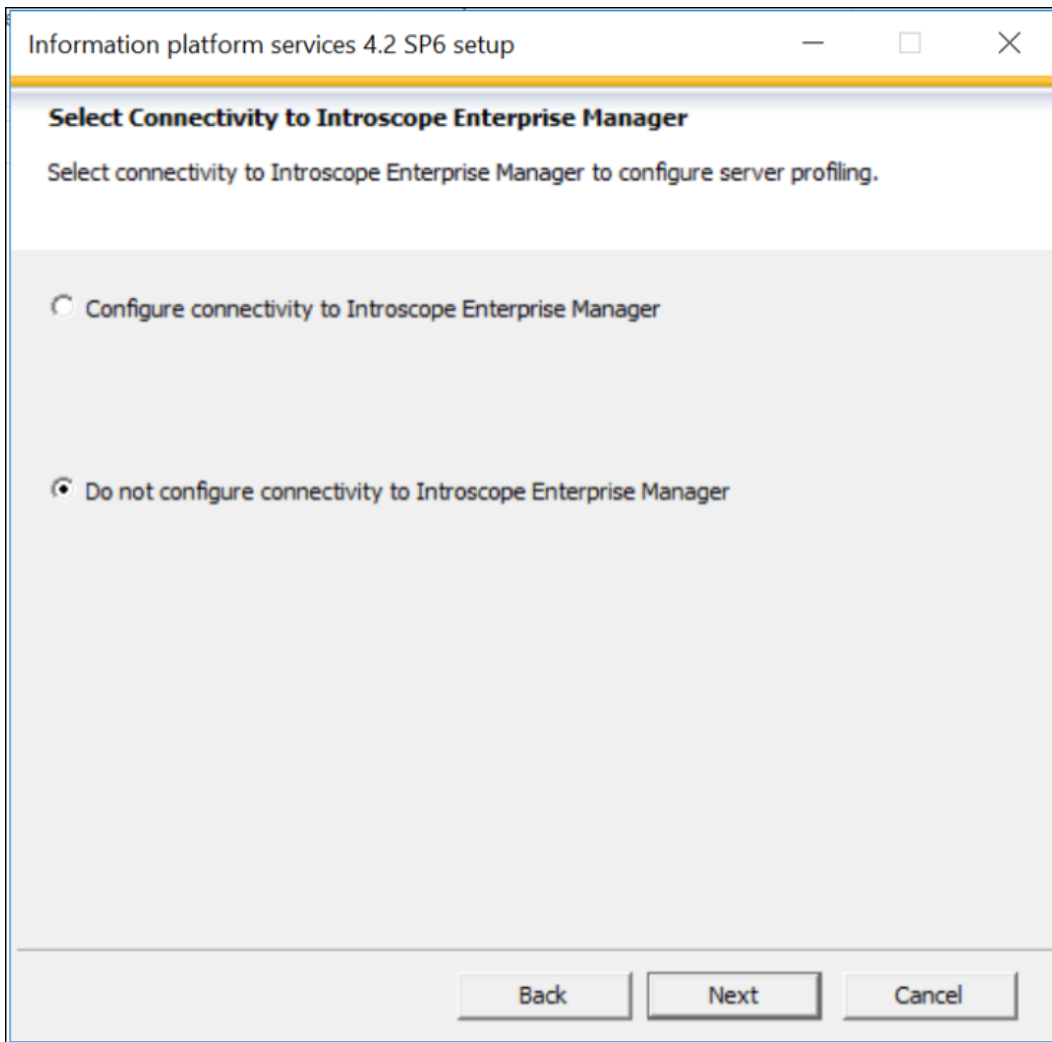 Information platform services 4.2 SP6 setup
Select Connectivity to Introscope Enterprise Manager
Select connectivity to Introscope Enterprise Manager to configure server profiling.
Configure connectivity to Introscope Enterprise Manager
Do not configure connectivity to Introscope Enterprise Manager
Back Next Cancel